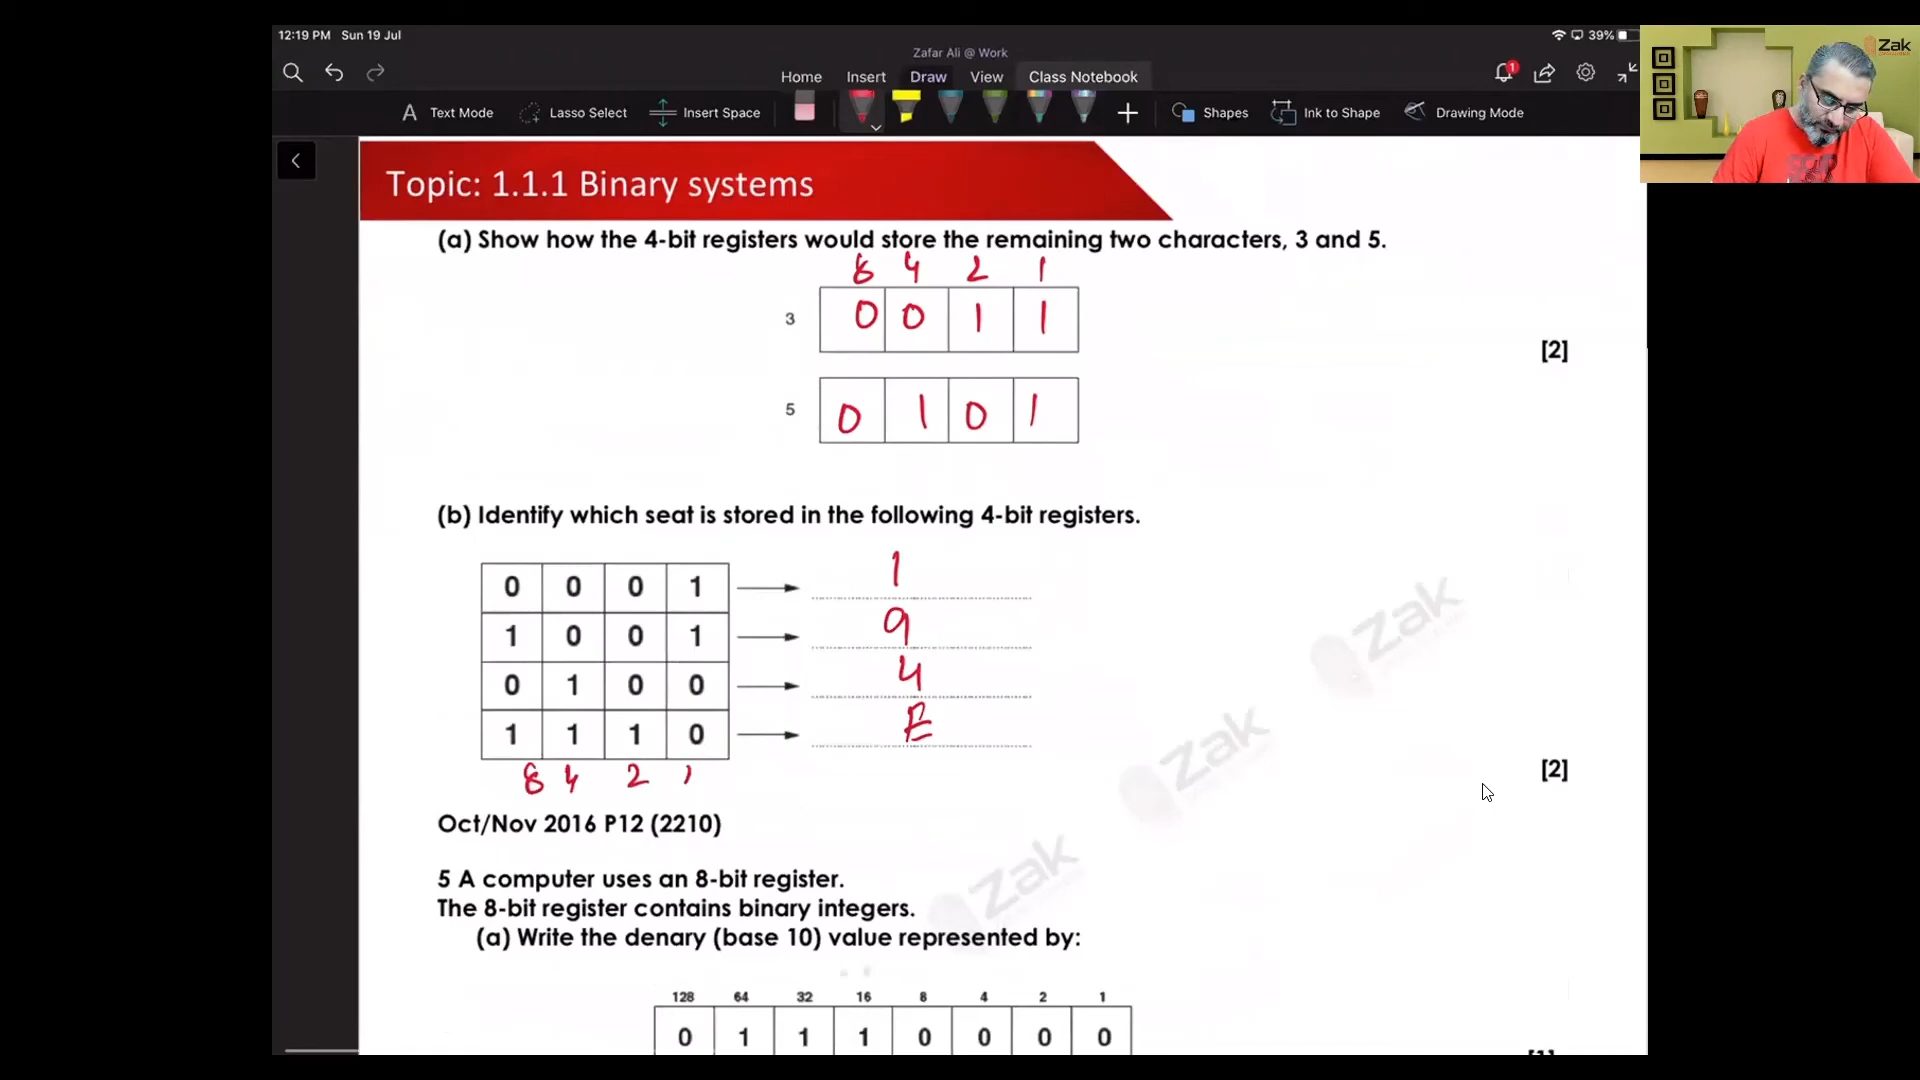 12:19 PM Sun 19 Jul
39%
Zafar Ali @ Work
Home Insert Draw View Class Notebook
1
Zak
A Text Mode Lasso Select Insert Space Shapes Ink to Shape Drawing Mode
Topic: 1.1.1 Binary systems
(a) Show how the 4-bit registers would store the remaining two characters, 3 and 5.
8 4 2 1
3 0 0 1 1
[2]
5 0 1 0 1
(b) Identify which seat is stored in the following 4-bit registers.
0 0 0 1 1
1 0 0 1 9
0 1 0 0 4
1 1 1 0 E
8 4 2 1
[2]
Zak
Zak
Zak
Oct/Nov 2016 P12 (2210)
5 A computer uses an 8-bit register.
The 8-bit register contains binary integers.
(a) Write the denary (base 10) value represented by:
128 64 32 16 8 4 2 1
0 1 1 1 0 0 0 0